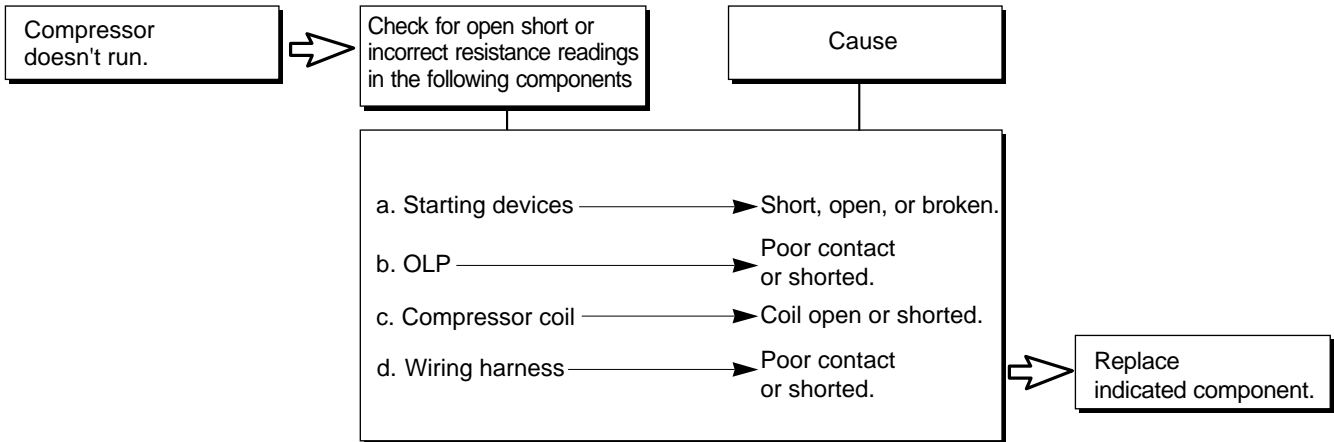 Compressor
doesn't run.
Check for open short or
incorrect resistance readings
in the following components
Cause
a. Starting devices
Short, open, or broken.
b. OLP
Poor contact
or shorted.
c. Compressor coil
Coil open or shorted.
d. Wiring harness
Poor contact
or shorted.
Replace
indicated component.